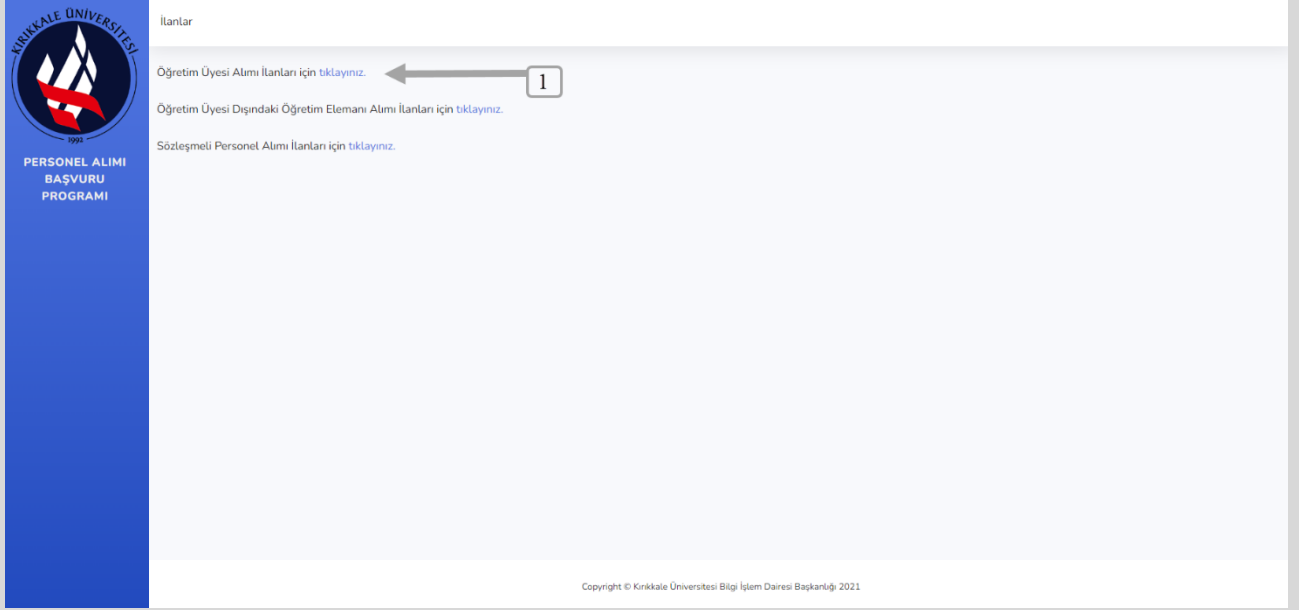 KIRIKKALE ÜNİVERSİTESİ
1992
PERSONEL ALIMI
BAŞVURU
PROGRAMI
İlanlar
Öğretim Üyesi Alımı İlanları için tıklayınız.
1
Öğretim Üyesi Dışındaki Öğretim Elemanı Alımı İlanları için tıklayınız.
Sözleşmeli Personel Alımı İlanları için tıklayınız.
Copyright © Kırıkkale Üniversitesi Bilgi İşlem Dairesi Başkanlığı 2021